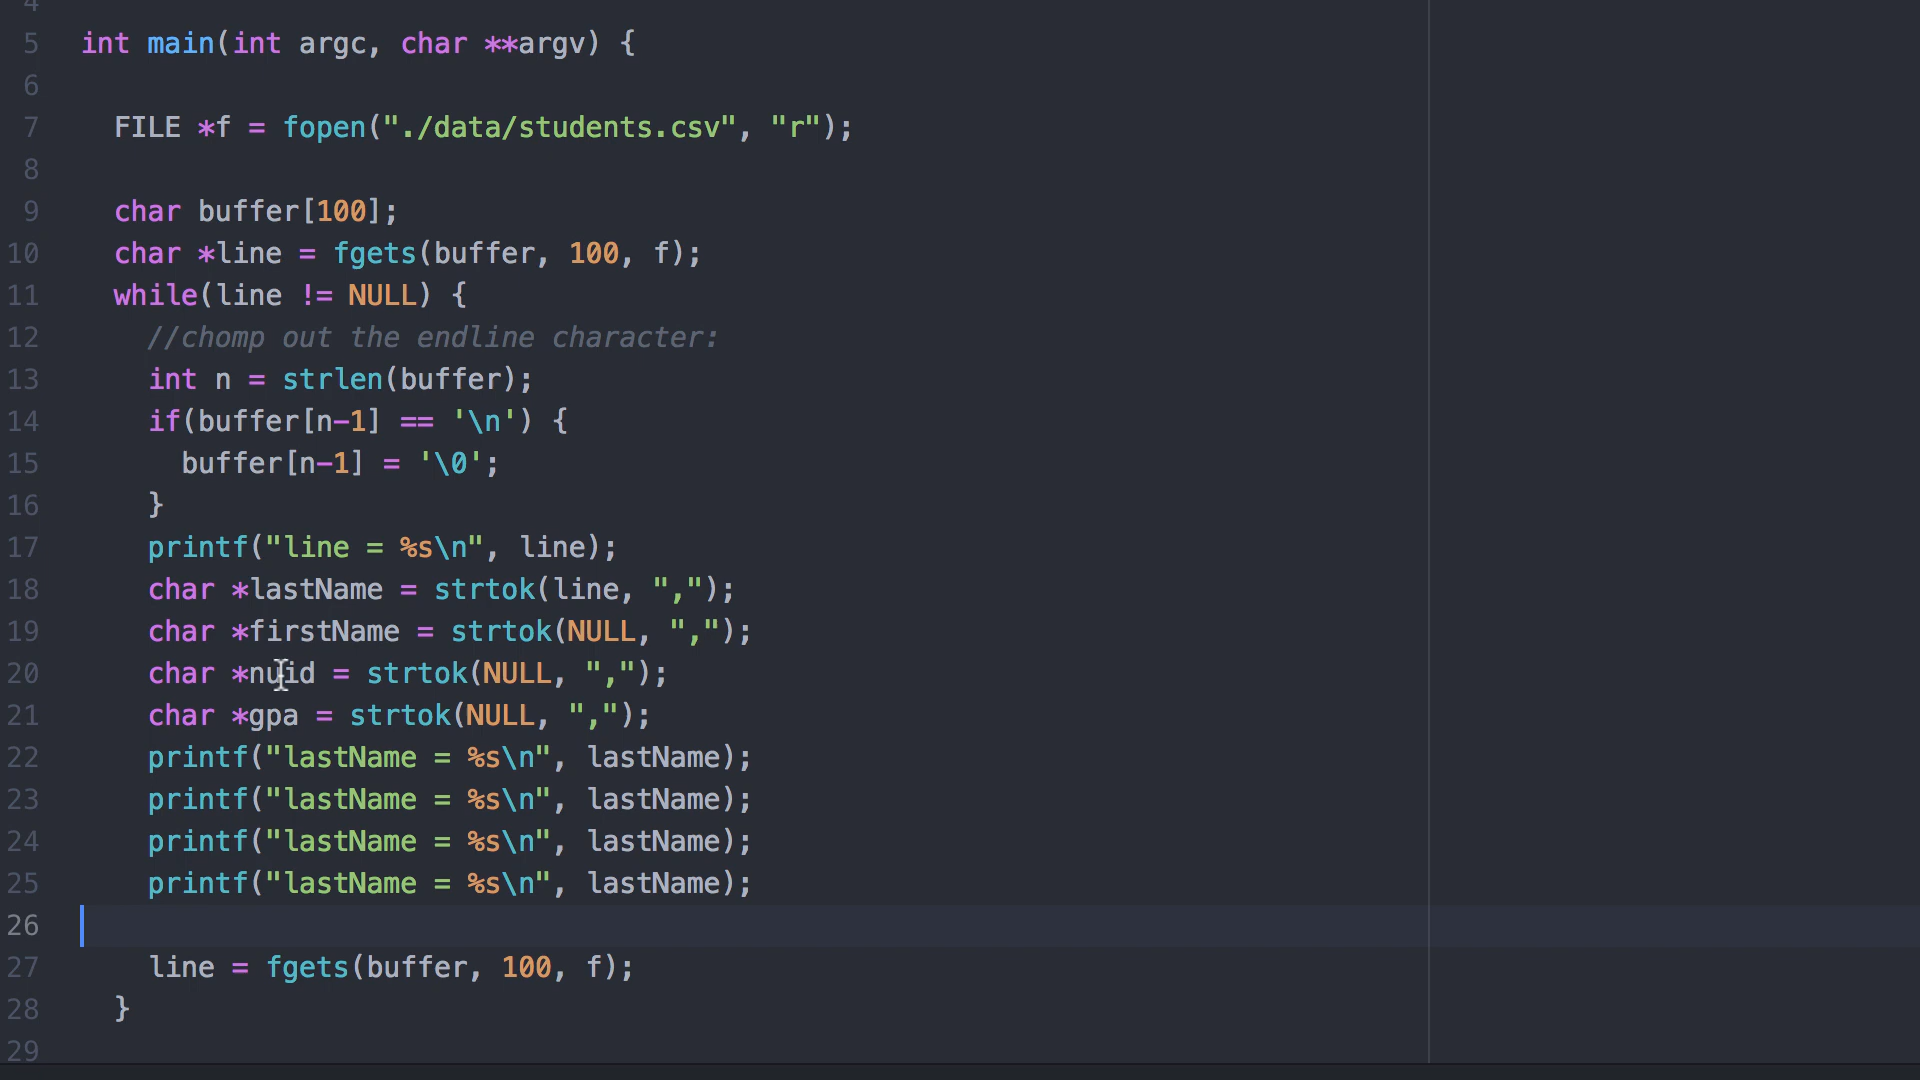 4
5 int main(int argc, char **argv) {
6
7 FILE *f = fopen("./data/students.csv", "r");
8
9 char buffer[100];
10 char *line = fgets(buffer, 100, f);
11 while(line != NULL) {
12 //chomp out the endline character:
13 int n = strlen(buffer);
14 if(buffer[n-1] == '\n') {
15 buffer[n-1] = '\0';
16 }
17 printf("line = %s\n", line);
18 char *lastName = strtok(line, ",");
19 char *firstName = strtok(NULL, ",");
20 char *nuid = strtok(NULL, ",");
21 char *gpa = strtok(NULL, ",");
22 printf("lastName = %s\n", lastName);
23 printf("lastName = %s\n", lastName);
24 printf("lastName = %s\n", lastName);
25 printf("lastName = %s\n", lastName);
26
27 line = fgets(buffer, 100, f);
28 }
29